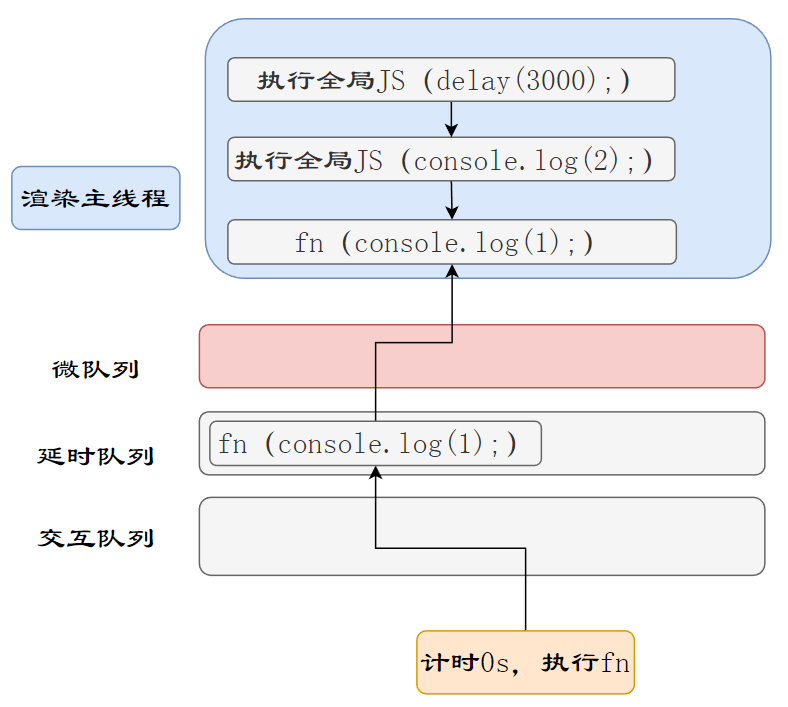 执行全局JS (delay(3000);)
执行全局JS (console.log(2);)
渲染主线程
fn (console.log(1);)
微队列
fn (console.log(1);)
延时队列
交互队列
计时0s，执行fn